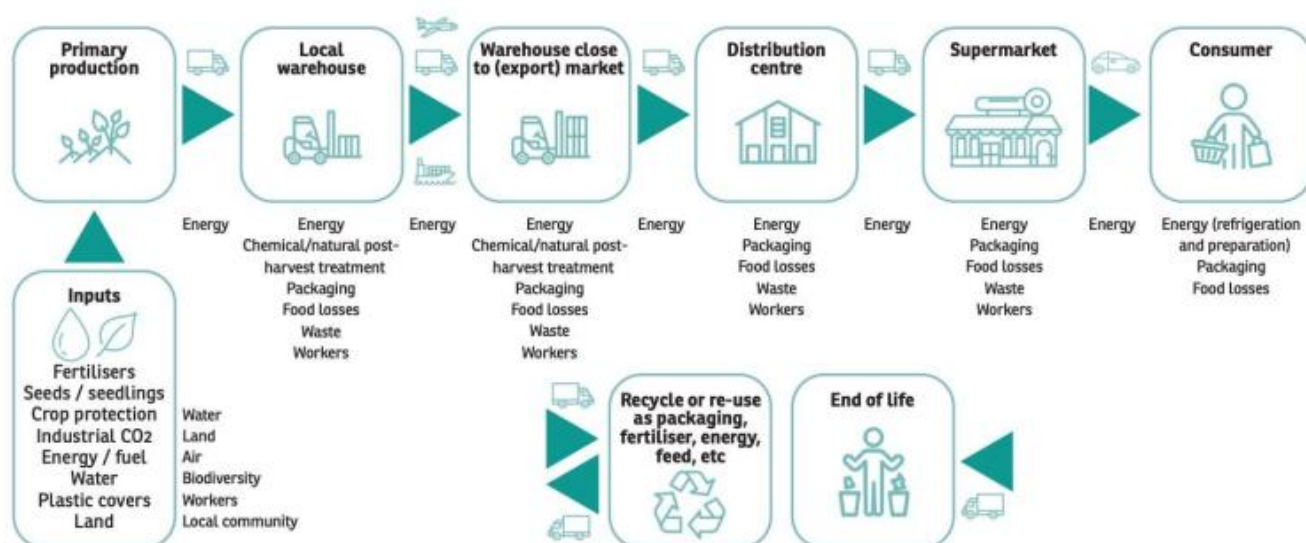 Primary
production
Local
warehouse
Warehouse close
to (export) market
Distribution
centre
Supermarket
Consumer
Energy
Energy
Chemical/natural post-
harvest treatment
Packaging
Food losses
Waste
Workers
Energy
Energy
Chemical/natural post-
harvest treatment
Packaging
Food losses
Waste
Workers
Energy
Energy
Packaging
Food losses
Waste
Workers
Energy
Energy
Packaging
Food losses
Waste
Workers
Energy
Energy (refrigeration
and preparation)
Packaging
Food losses
Inputs
Fertilisers
Seeds / seedlings
Crop protection
Industrial CO2
Energy / fuel
Water
Plastic covers
Land
Water
Land
Air
Biodiversity
Workers
Local community
Recycle or re-use
as packaging,
fertiliser, energy,
feed, etc
End of life